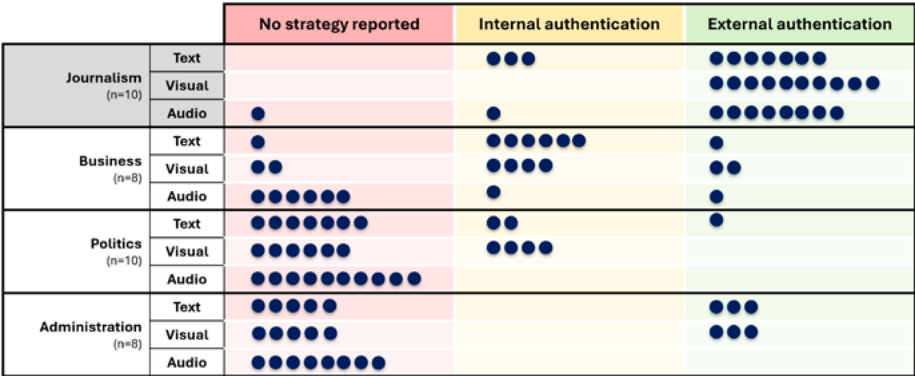 No strategy reported Internal authentication External authentication
Journalism
(n=10)
Text
Visual
Audio
Business
(n=8)
Text
Visual
Audio
Politics
(n=10)
Text
Visual
Audio
Administration
(n=8)
Text
Visual
Audio